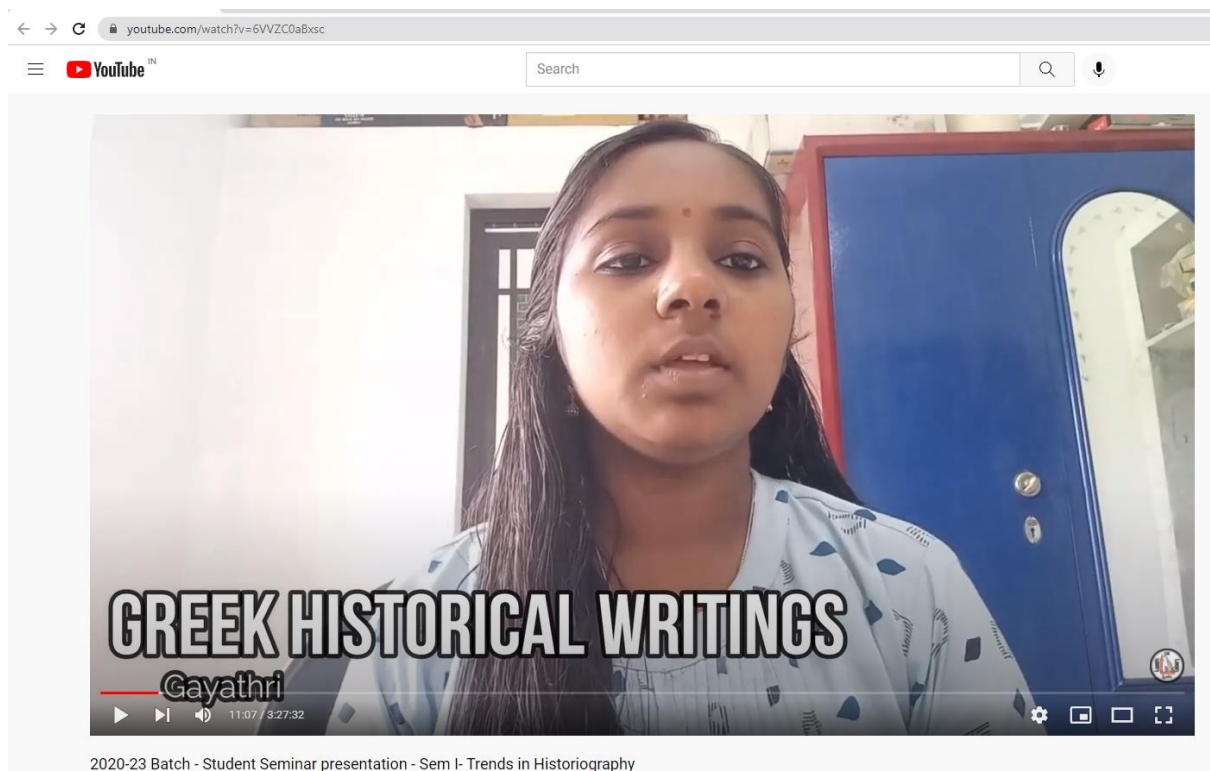 youtube.com/watch?v=6VVZC0aBxsc
YouTube IN
Search
GREEK HISTORICAL WRITINGS
Gayathri
11:07 / 3:27:32
2020-23 Batch - Student Seminar presentation - Sem I- Trends in Historiography